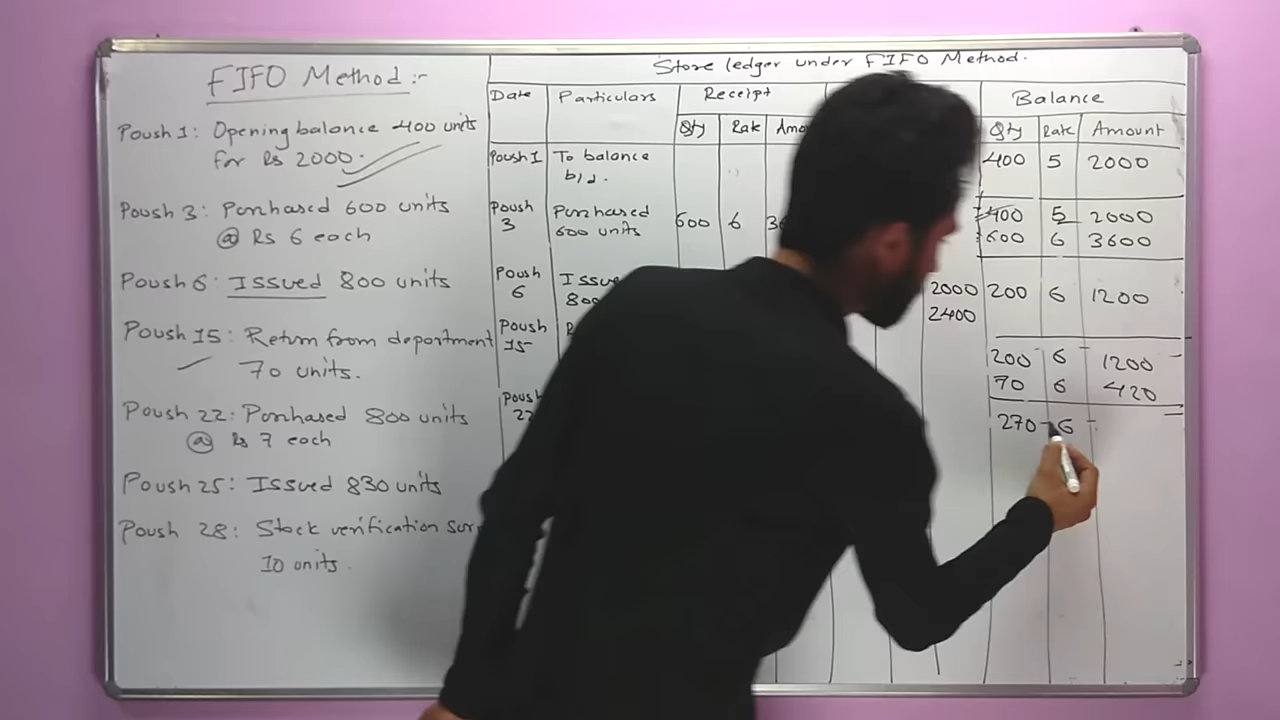 FIFO Method :-
Poush 1: Opening balance 400 units
for Rs 2000.
Poush 3: Purchased 600 units
@ Rs 6 each
Poush 6: Issued 800 units
Poush 15: Return from department
70 units.
Poush 22: Purchased 800 units
@ Rs 7 each
Poush 25: Issued 830 units
Poush 28: Stock verification
10 units.
Store ledger under FIFO Method.
Date Particulars Receipt Balance
Qty Rate Qty Rate Amount
Poush 1 To balance 400 5 2000
b/d.
Poush Purchased 600 6 400 5 2000
3 600 units 600 6 3600
Poush 2000 200 6 1200
6 2400
Poush
15 200 6 1200
70 6 420
Poush 270 6
22